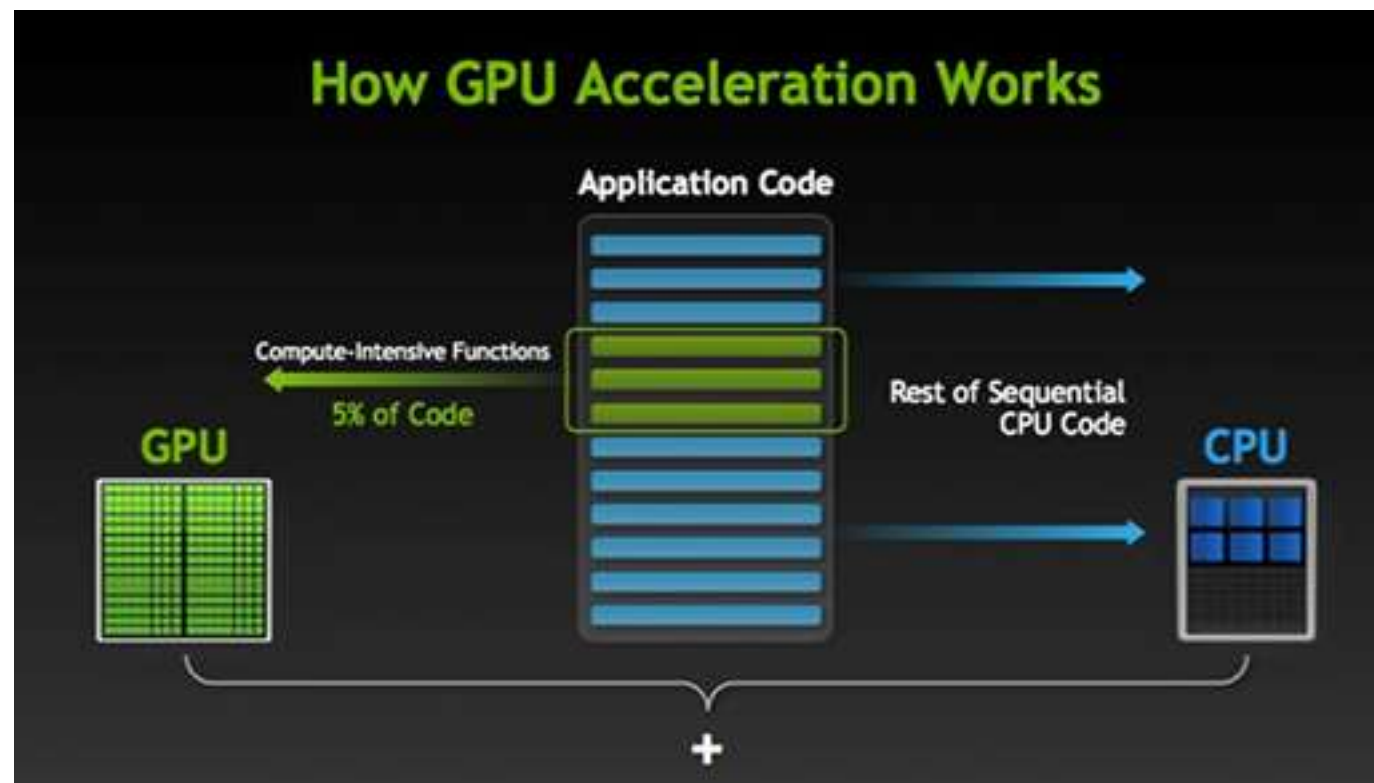 How GPU Acceleration Works
Application Code
Compute-Intensive Functions
5% of Code
Rest of Sequential
CPU Code
GPU
CPU
+